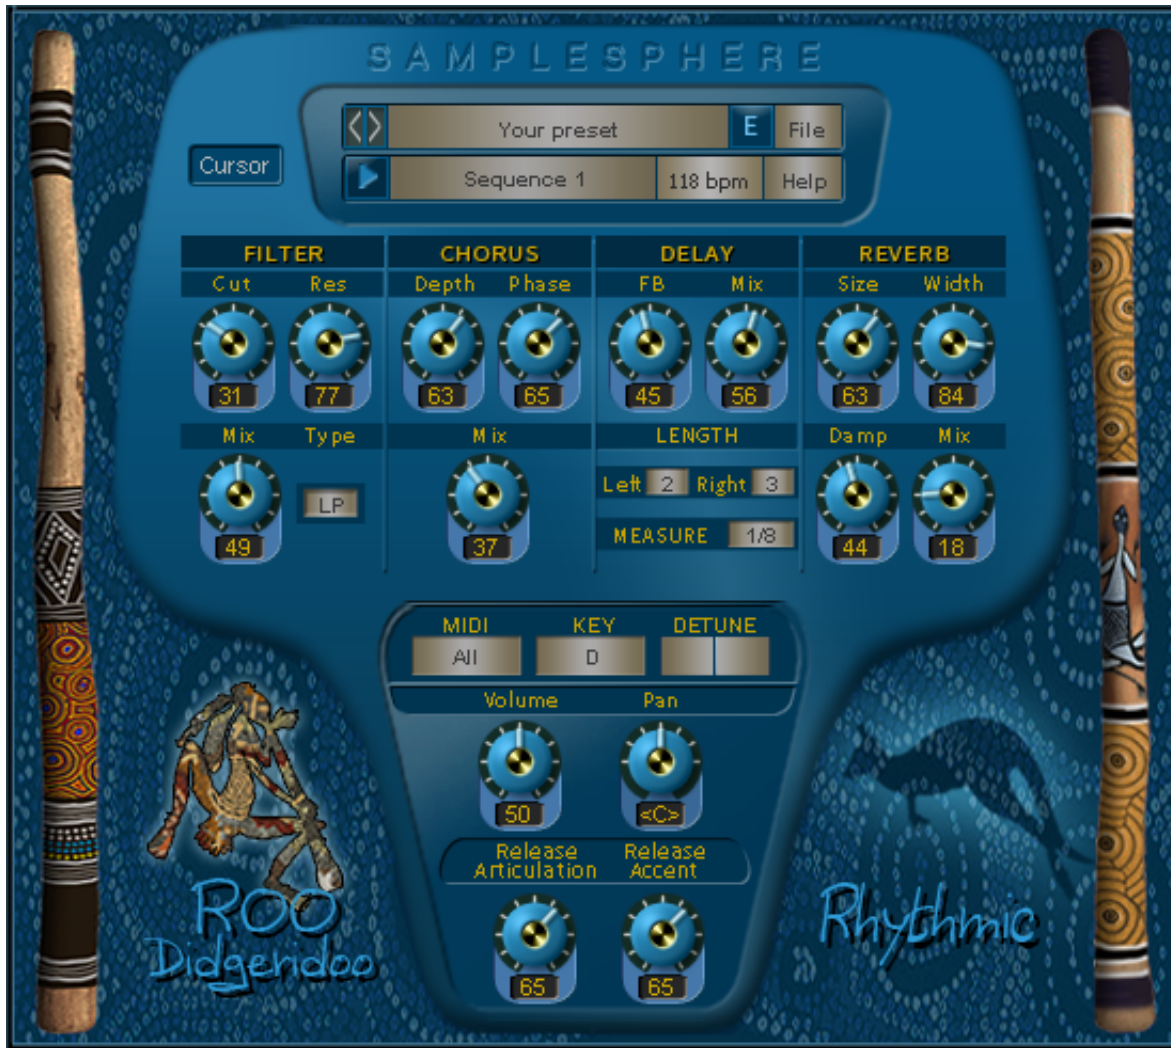 SAMPLESPHERE
< > Your preset E File
Cursor
Sequence 1 118 bpm Help
FILTER CHORUS DELAY REVERB
Cut Res Depth Phase FB Mix Size Width
31 77 63 65 45 56 63 84
Mix Type Mix LENGTH Damp Mix
LP Left 2 Right 3
MEASURE 1/8
49 37 44 18
MIDI KEY DETUNE
All D
Volume Pan
50 <C>
Release Articulation Release Accent
65 65
ROO
Didgeridoo
Rhythmic